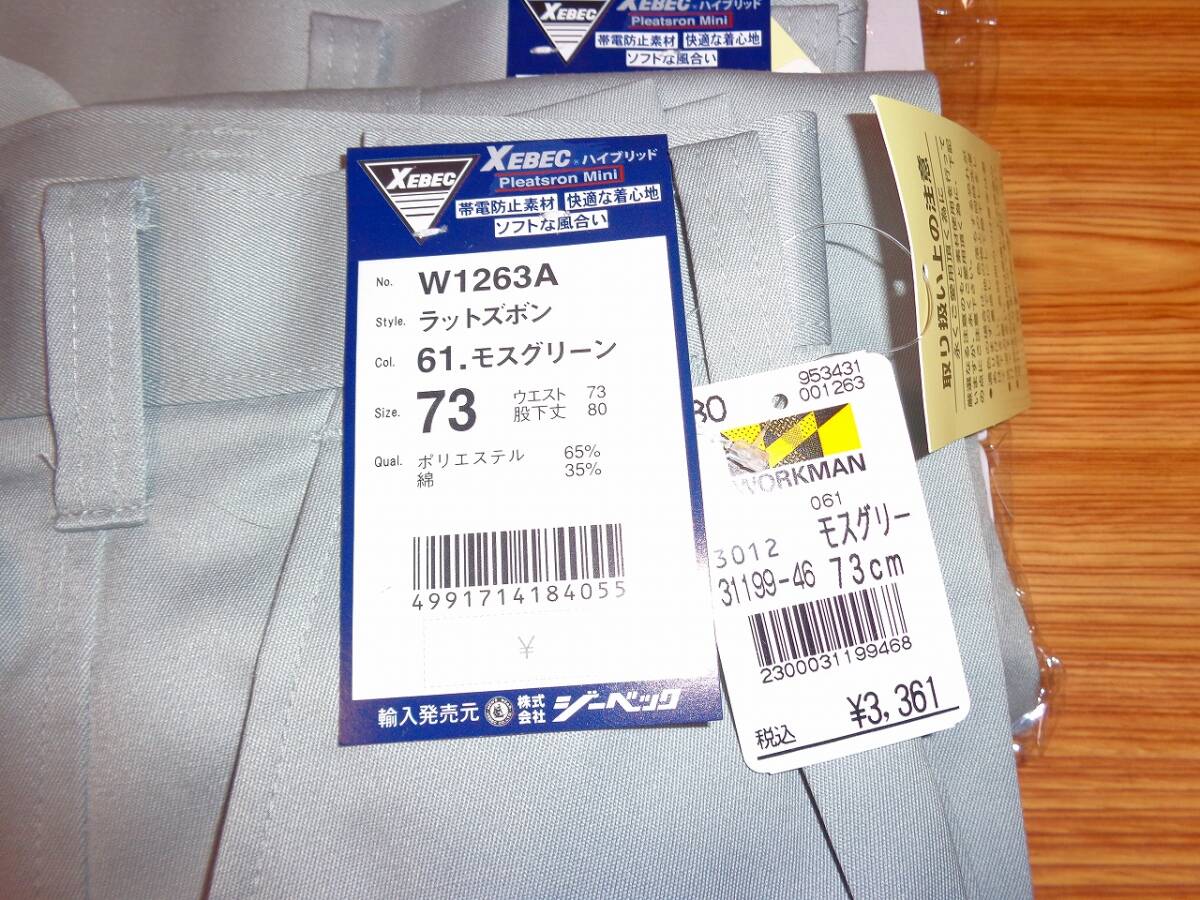 XEBEC
XEBEC×ハイブリッド
Pleatsron Mini
帯電防止素材 快適な着心地
ソフトな風合い
XEBEC
XEBEC×ハイブリッド
Pleatsron Mini
帯電防止素材 快適な着心地
ソフトな風合い
No. W1263A
Style. ラットズボン
Col. 61.モスグリーン
Size. 73 ウエスト 73
股下丈 80
Qual. ポリエステル 65%
綿 35%
4991714184055
¥
輸入発売元 株式会社 ジーベック
953431
001263
WORKMAN
061
モスグリー
3012
31199-46 73cm
2300031199468
¥3,361
税込
取り扱い上の注意